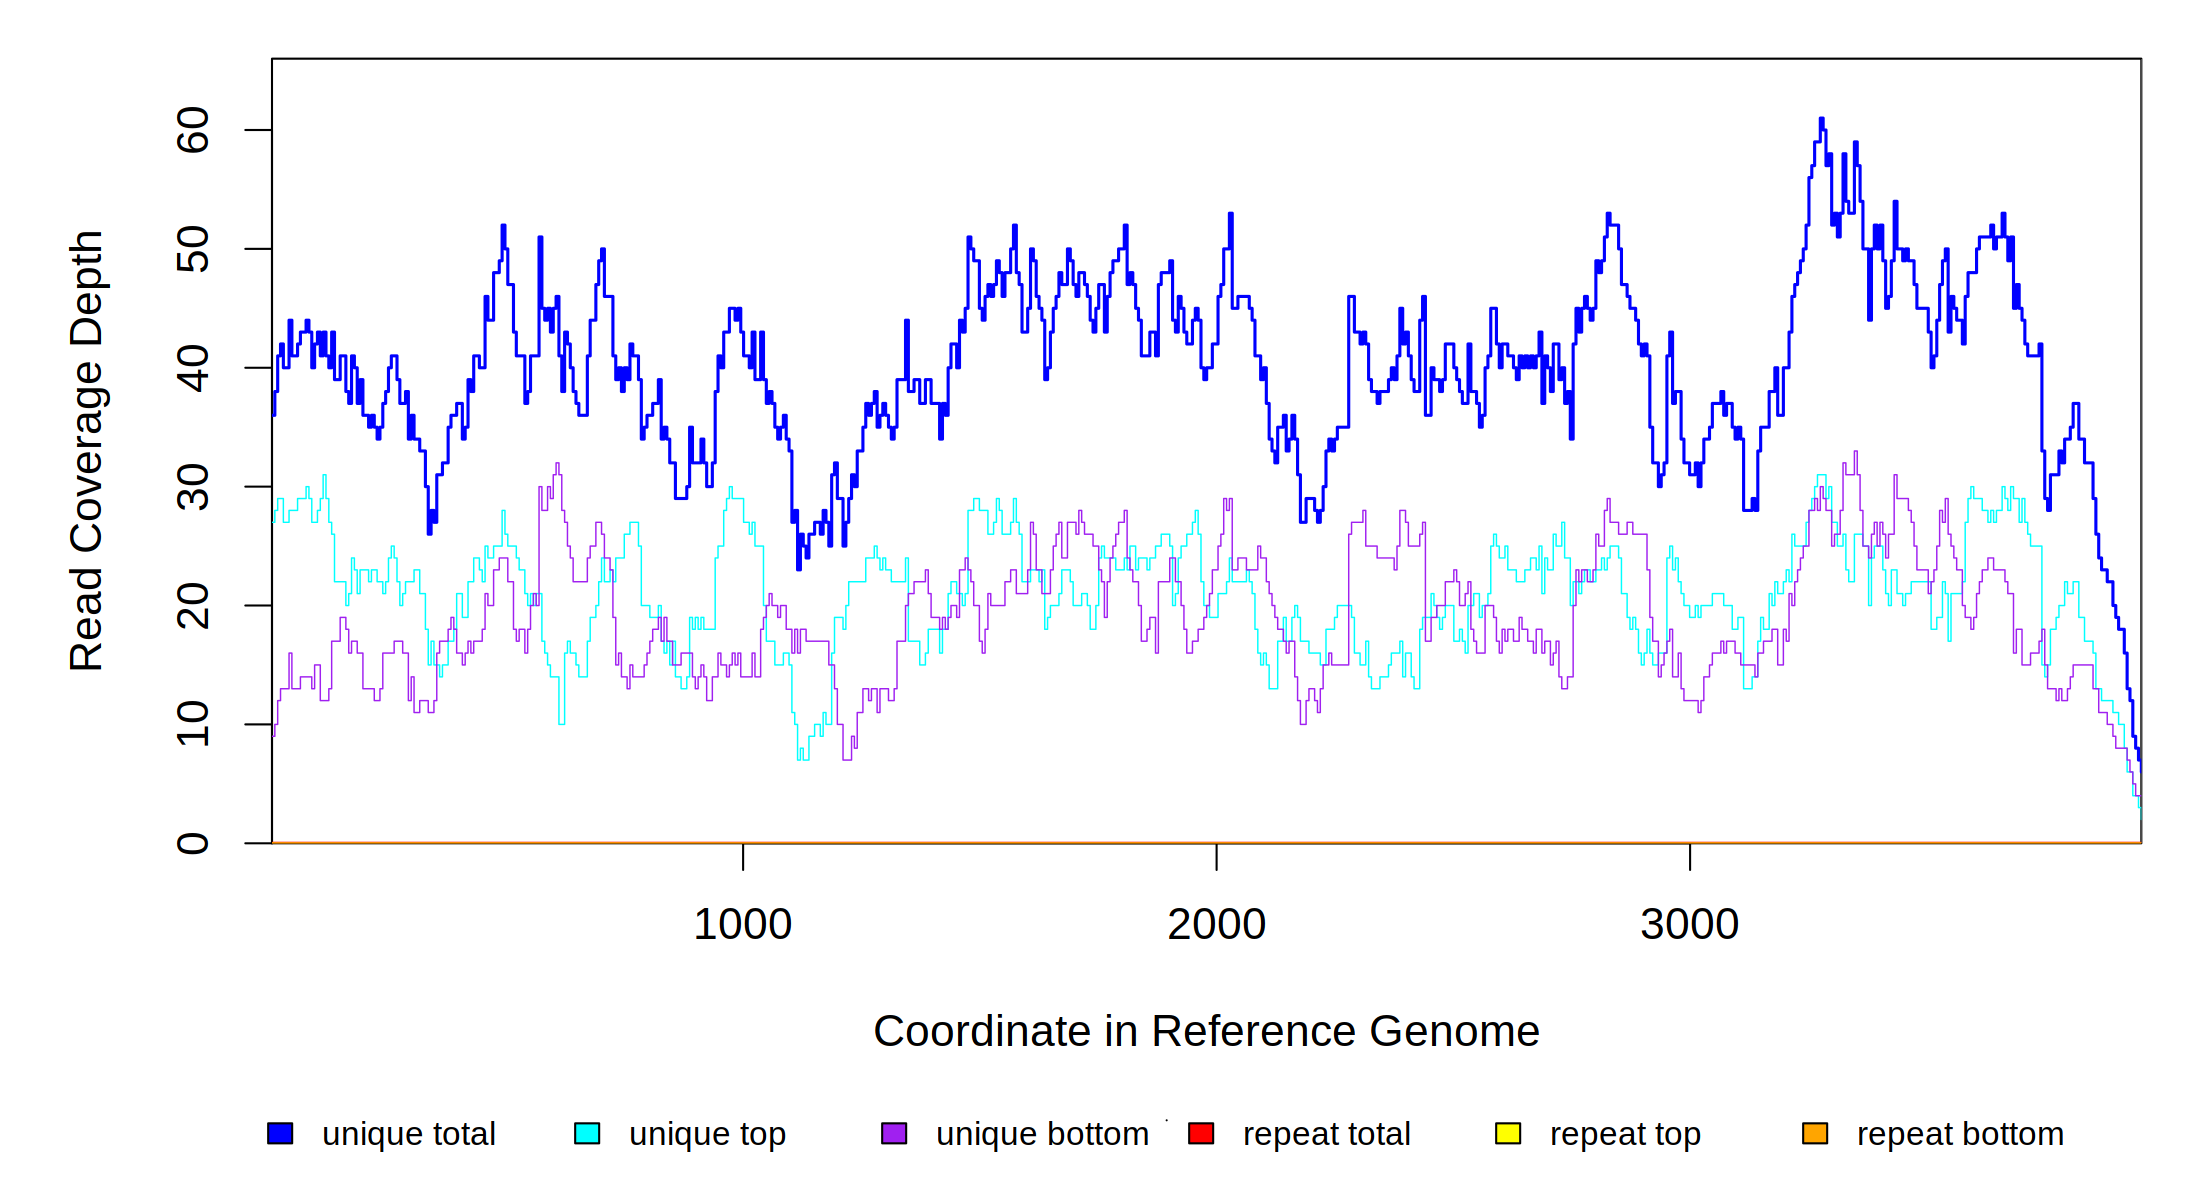 Read Coverage Depth
60
50
40
30
20
10
0
1000 2000 3000
Coordinate in Reference Genome
unique total unique top unique bottom repeat total repeat top repeat bottom